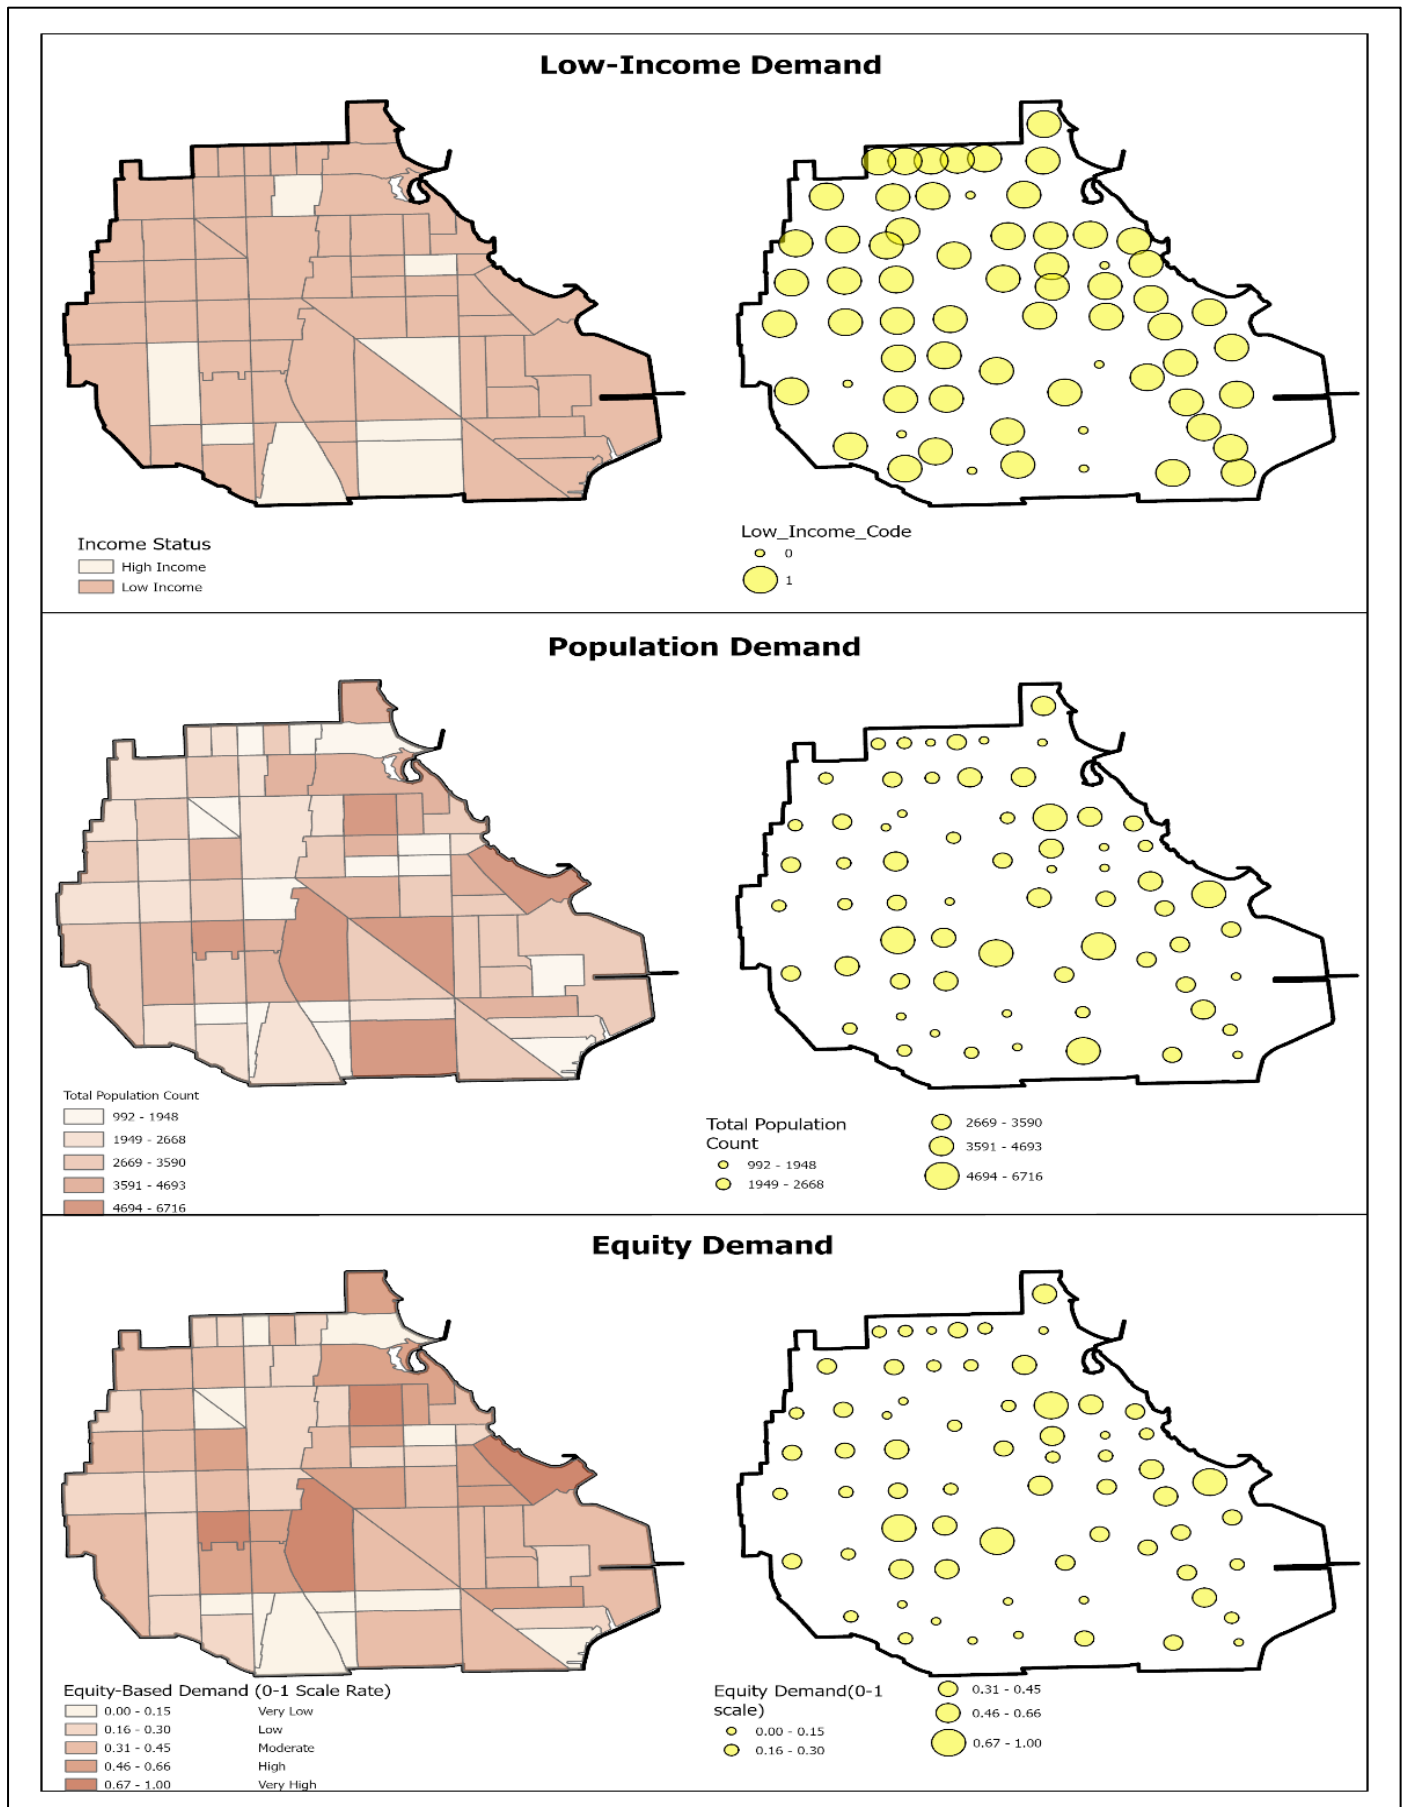 Low-Income Demand
Income Status
High Income
Low Income
Low_Income_Code
0
1
Population Demand
Total Population Count
992 - 1948
1949 - 2668
2669 - 3590
3591 - 4693
4694 - 6716
Total Population
Count
992 - 1948
1949 - 2668
2669 - 3590
3591 - 4693
4694 - 6716
Equity Demand
Equity-Based Demand (0-1 Scale Rate)
0.00 - 0.15 Very Low
0.16 - 0.30 Low
0.31 - 0.45 Moderate
0.46 - 0.66 High
0.67 - 1.00 Very High
Equity Demand(0-1
scale)
0.00 - 0.15
0.16 - 0.30
0.31 - 0.45
0.46 - 0.66
0.67 - 1.00